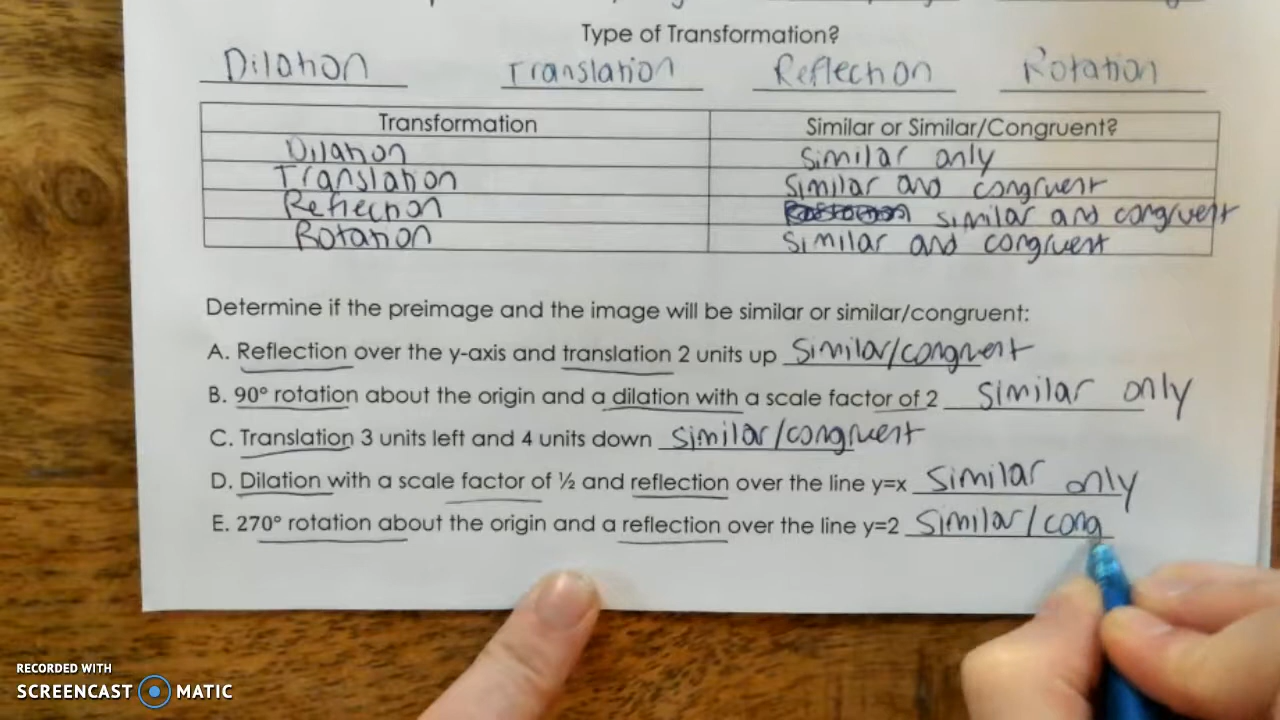 Type of Transformation?
Dilation Translation Reflection Rotation
Transformation Similar or Similar/Congruent?
Dilation similar only
Translation similar and congruent
Reflection similar and congruent
Rotation similar and congruent
Determine if the preimage and the image will be similar or similar/congruent:
A. Reflection over the y-axis and translation 2 units up similar/congruent
B. 90° rotation about the origin and a dilation with a scale factor of 2 similar only
C. Translation 3 units left and 4 units down similar/congruent
D. Dilation with a scale factor of ½ and reflection over the line y=x similar only
E. 270° rotation about the origin and a reflection over the line y=2 similar/cong
RECORDED WITH
SCREENCAST MATIC